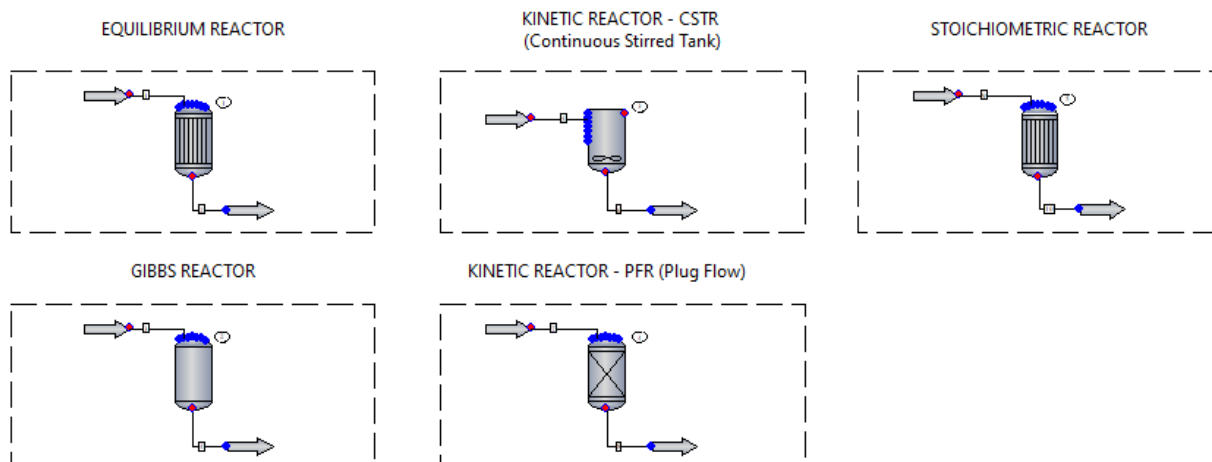 EQUILIBRIUM REACTOR
KINETIC REACTOR - CSTR
(Continuous Stirred Tank)
STOICHIOMETRIC REACTOR
GIBBS REACTOR
KINETIC REACTOR - PFR (Plug Flow)